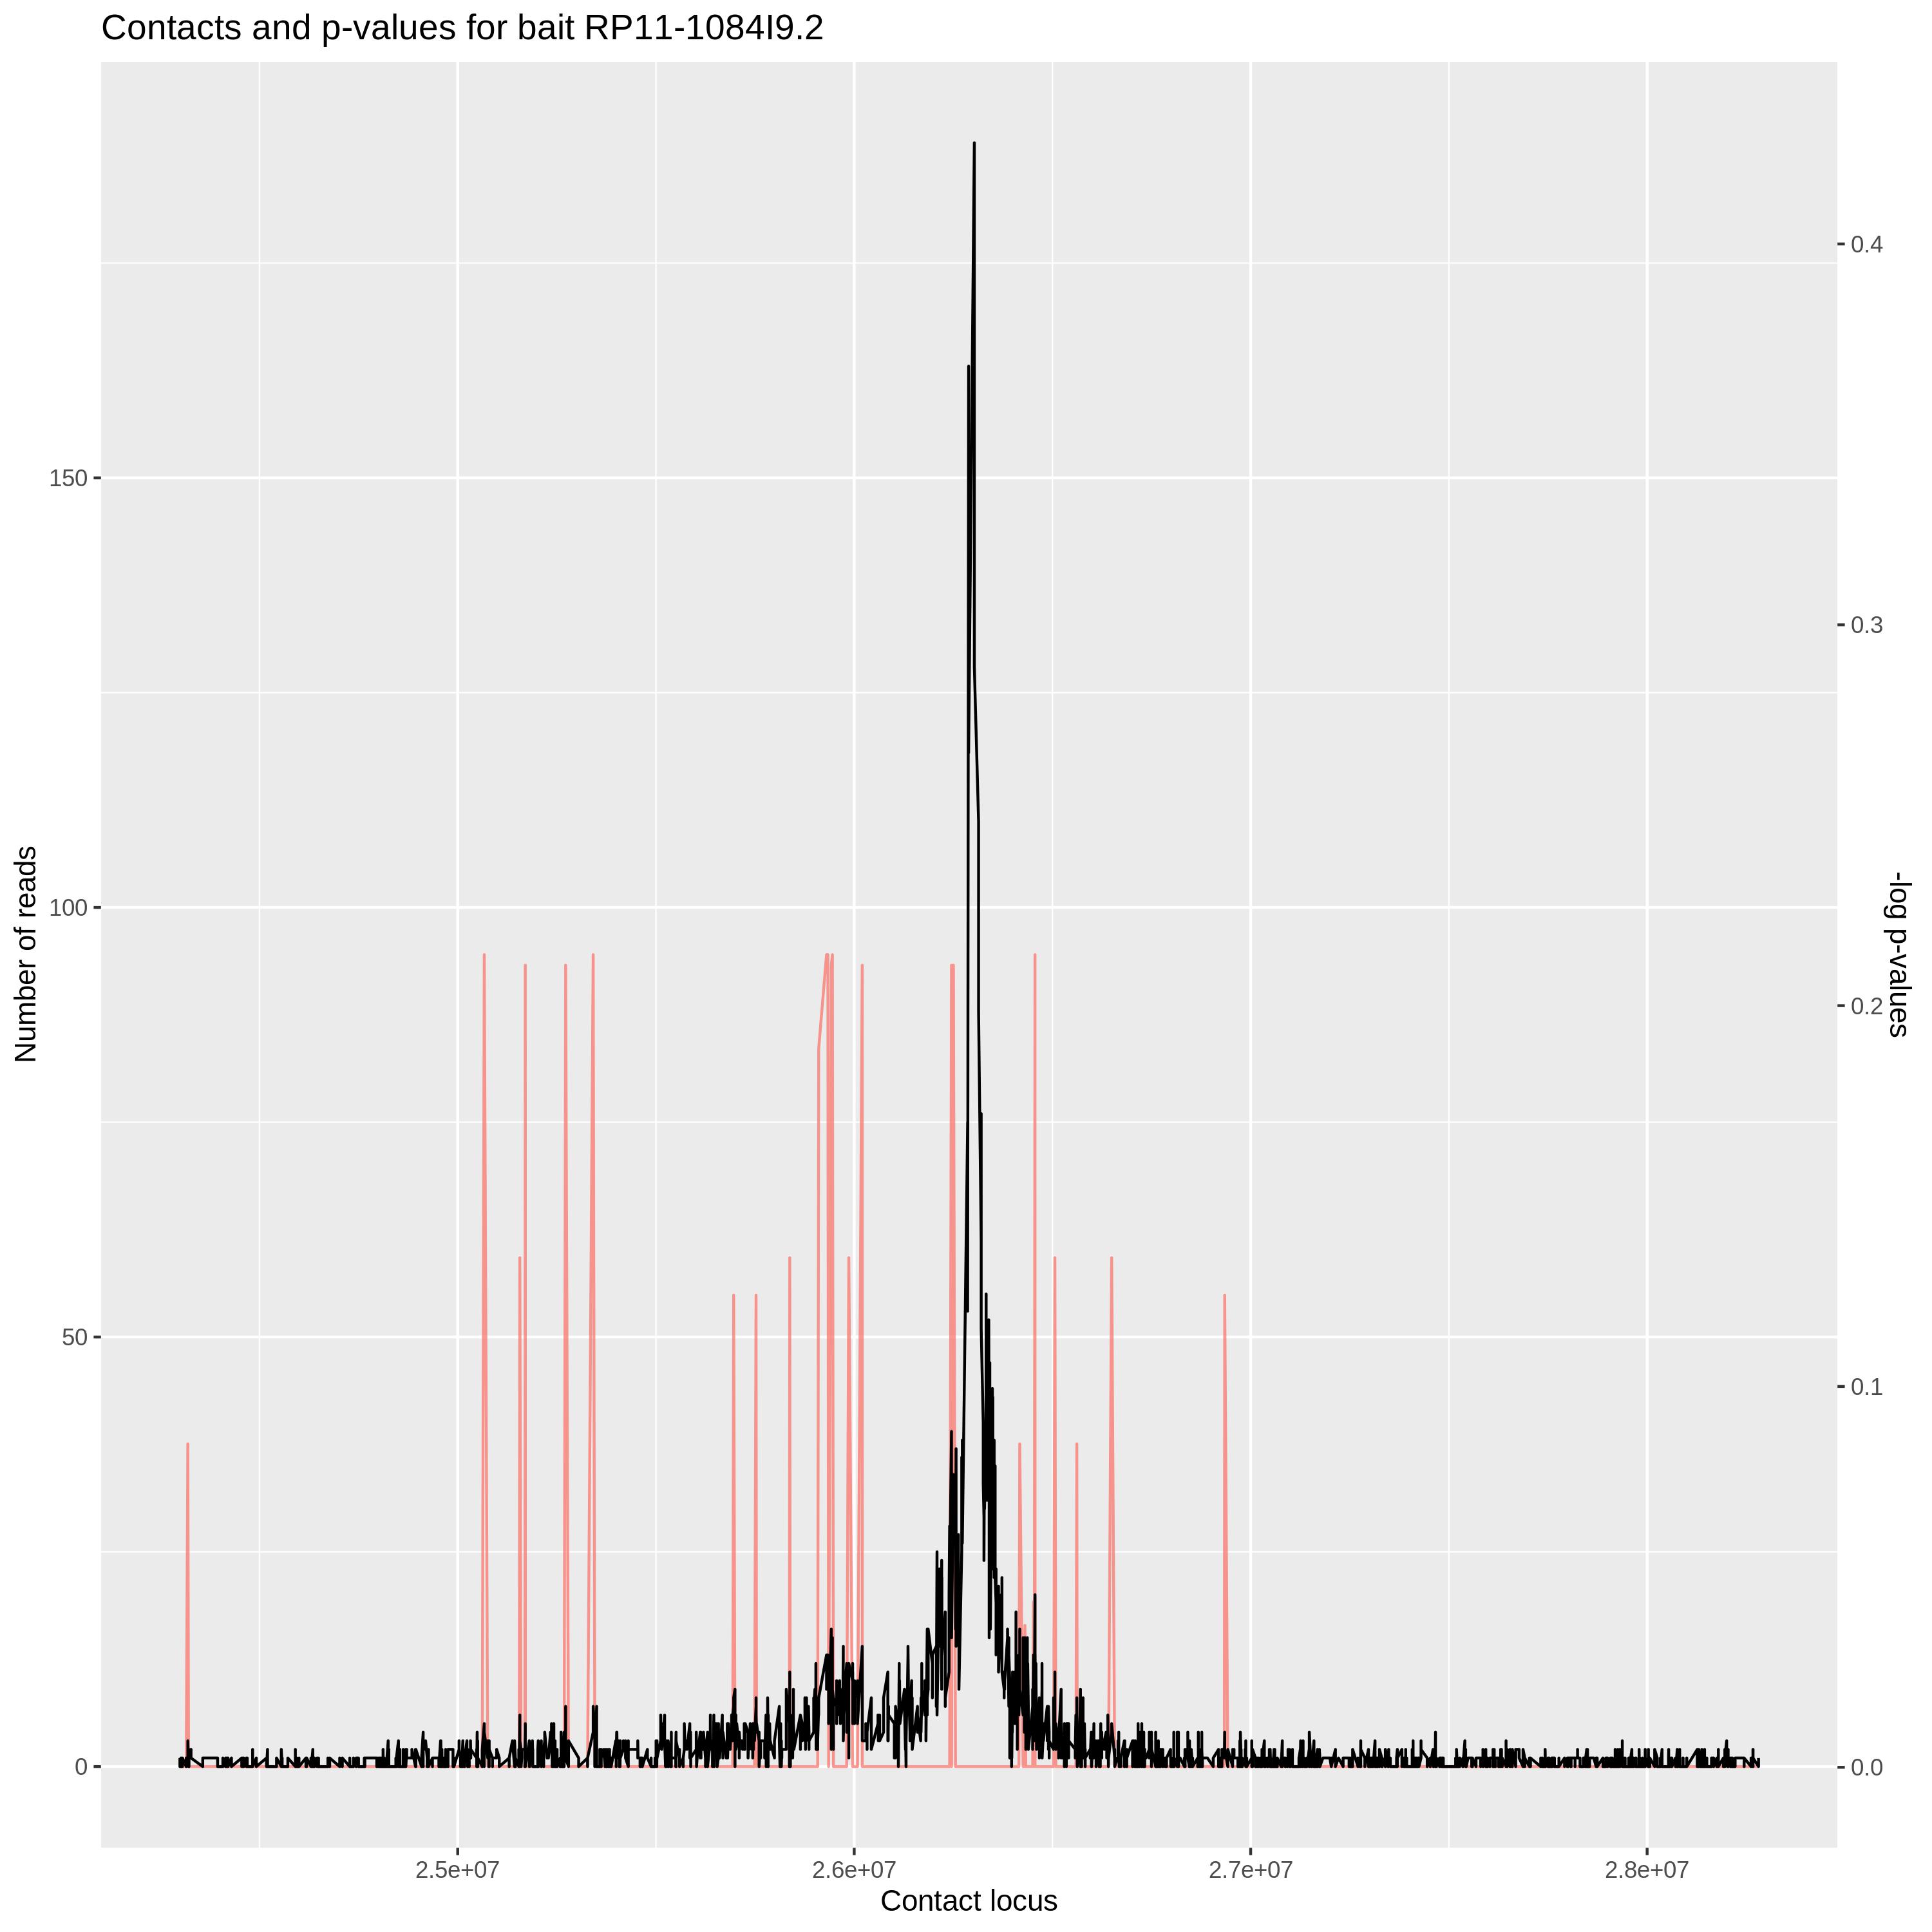 Contacts and p-values for bait RP11-1084I9.2
Number of reads
150
100
50
0
0.4
0.3
0.2
0.1
0.0
-log p-values
2.5e+07
2.6e+07
2.7e+07
2.8e+07
Contact locus